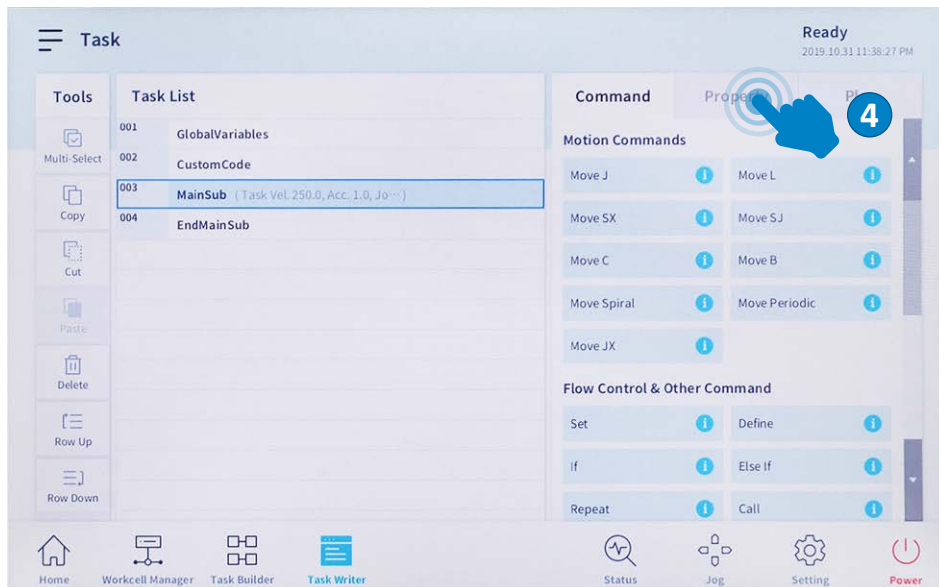 Task
Ready
2019.10.31 11:38:27 PM
Tools
Task List
Command
4
Multi-Select
Copy
Cut
Paste
Delete
Row Up
Row Down
001 GlobalVariables
002 CustomCode
003 MainSub (Task Vel. 250.0, Acc. 1.0, Jo⋯)
004 EndMainSub
Motion Commands
Move J
Move L
Move SX
Move SJ
Move C
Move B
Move Spiral
Move Periodic
Move JX
Flow Control & Other Command
Set
Define
If
Else If
Repeat
Call
Home
Workcell Manager
Task Builder
Task Writer
Status
Jog
Setting
Power